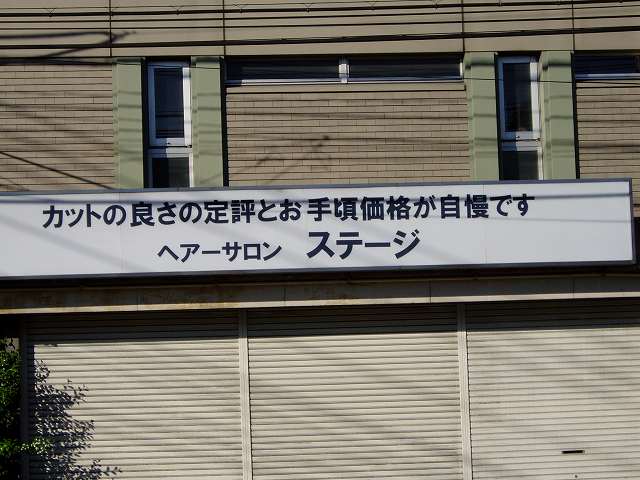 カットの良さの定評とお手頃価格が自慢です
ヘアーサロン ステージ